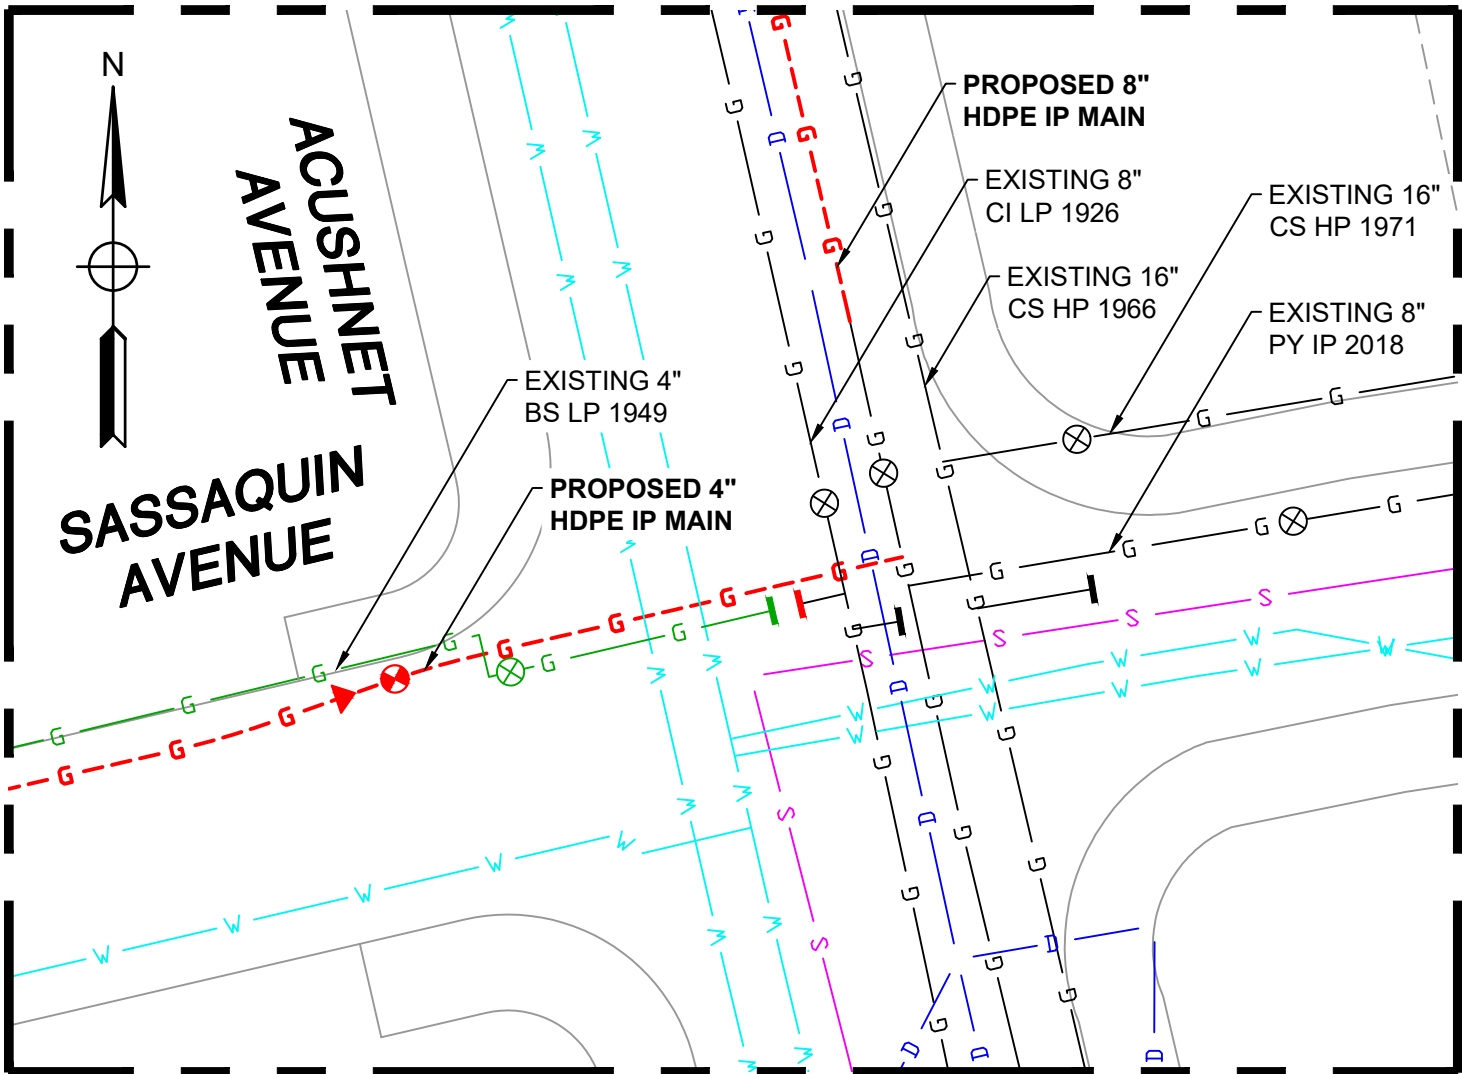 N
ACUSHNET
AVENUE
SASSAQUIN
AVENUE
PROPOSED 8"
HDPE IP MAIN
EXISTING 8"
CI LP 1926
EXISTING 16"
CS HP 1971
EXISTING 16"
CS HP 1966
EXISTING 8"
PY IP 2018
EXISTING 4"
BS LP 1949
PROPOSED 4"
HDPE IP MAIN